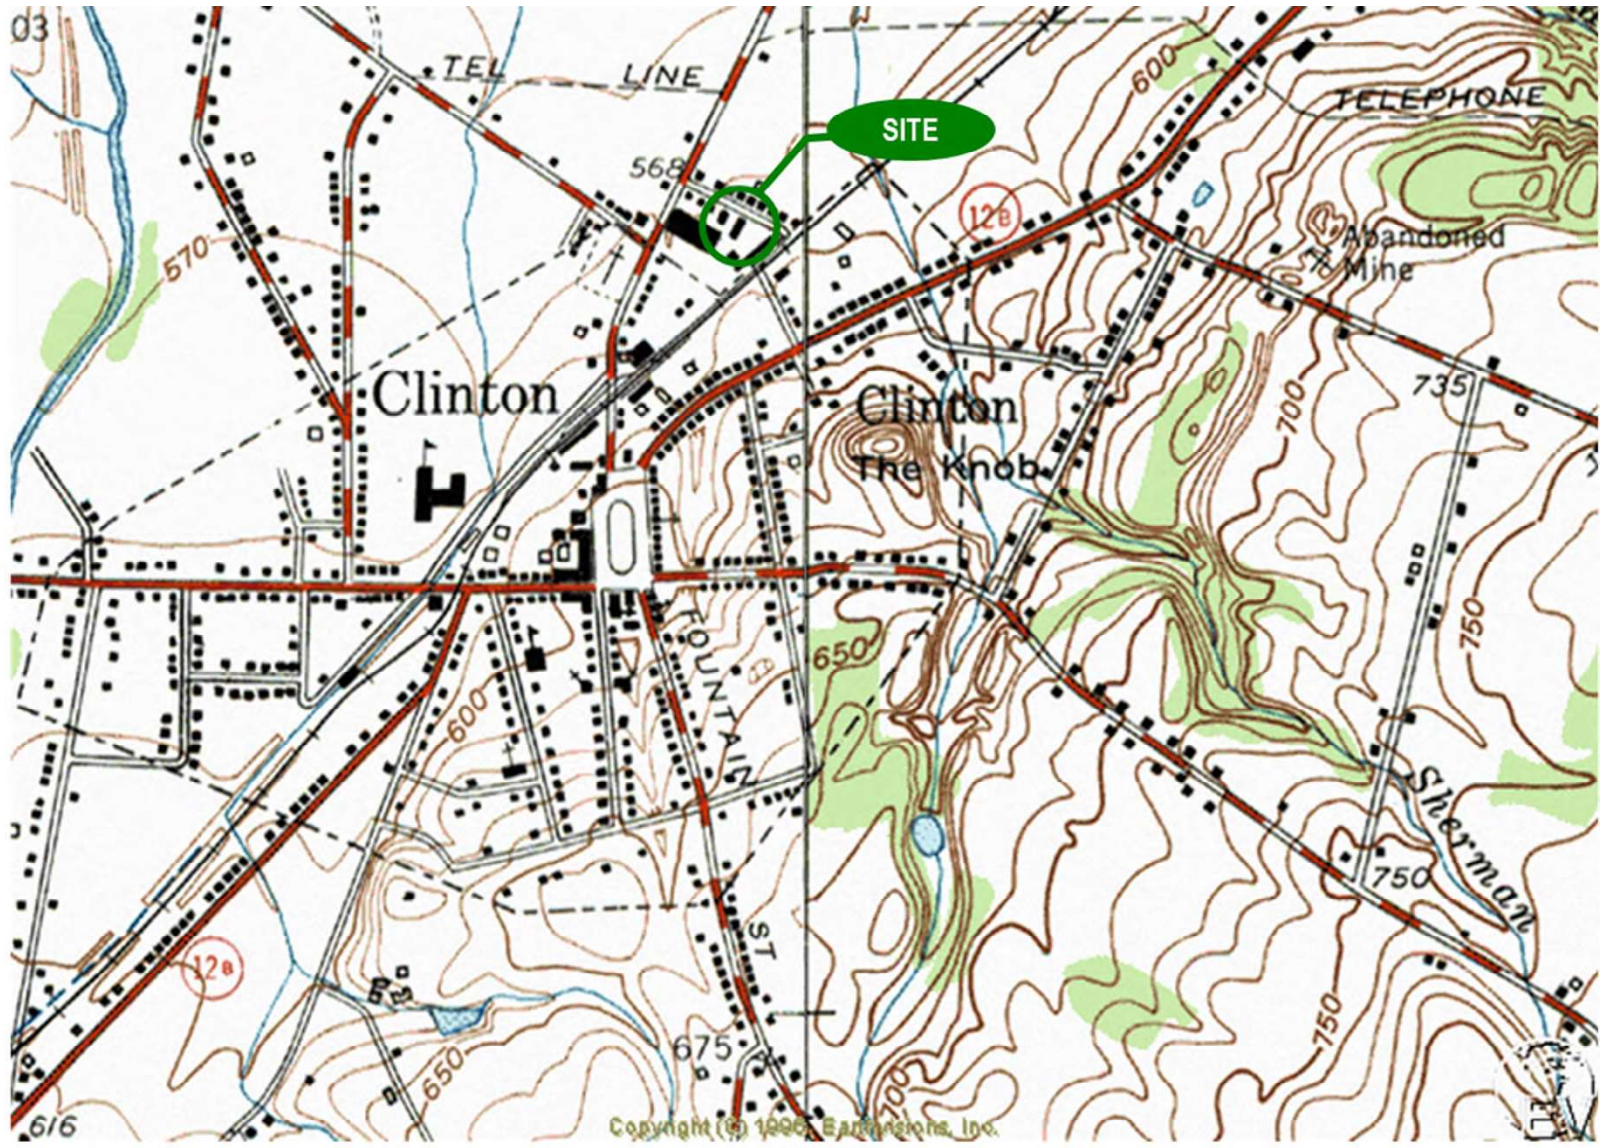 03
TEL LINE
600
TELEPHONE
SITE
568
12B
570
Abandoned
Mine
Clinton
Clinton
735
700
The Knob
FOUNTAIN
650
750
600
Sherman
750
ST
12B
675
650
750
700
616
Copyright (C) 1996, Earthvisions, Inc.